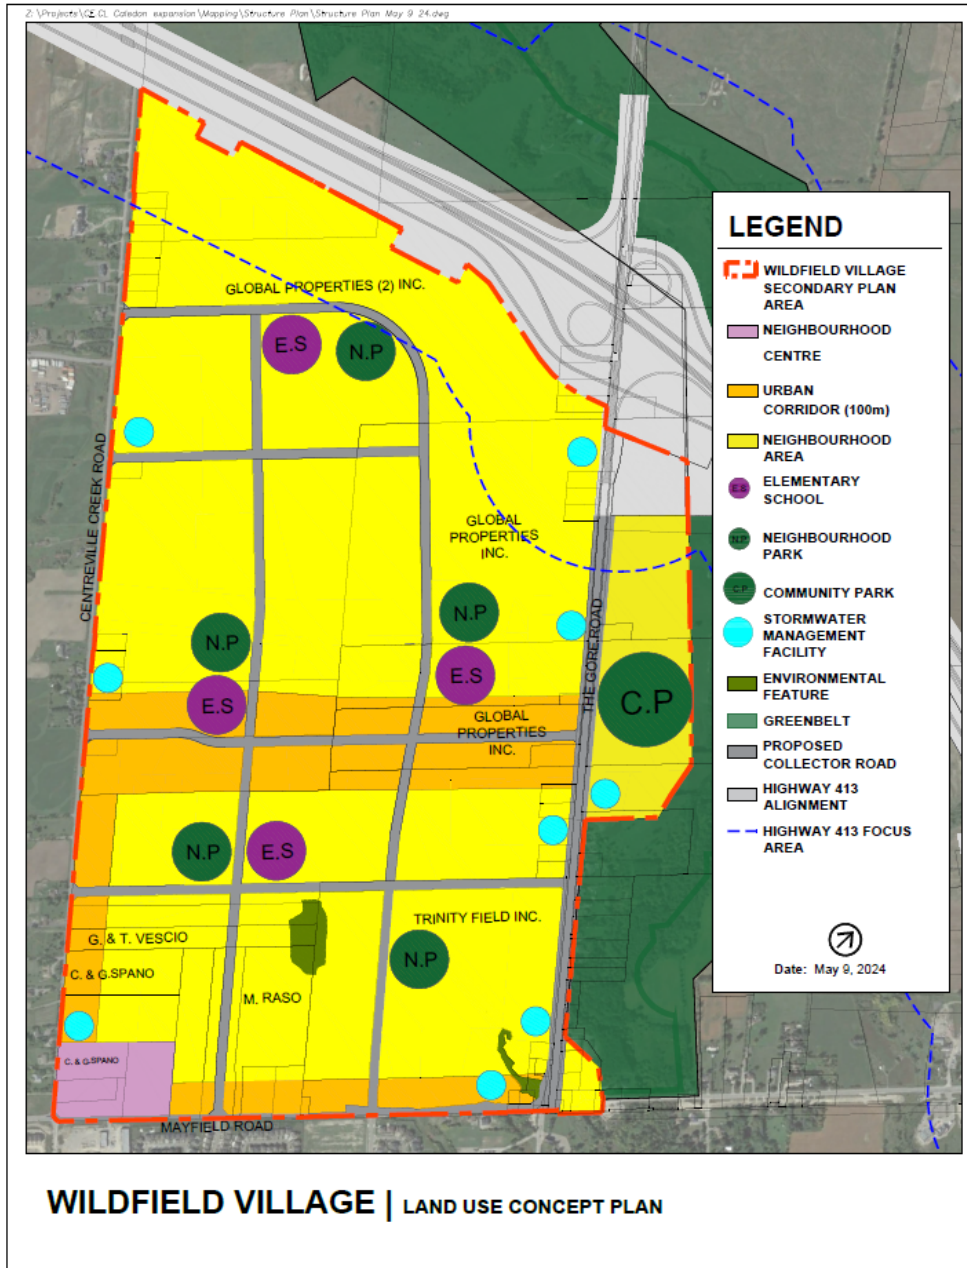 Z:\Projects\CE CL Caledon expansion\Mapping\Structure Plan\Structure Plan May 9 24.dwg
LEGEND
WILDFIELD VILLAGE
SECONDARY PLAN
AREA
NEIGHBOURHOOD
CENTRE
URBAN
CORRIDOR (100m)
NEIGHBOURHOOD
AREA
E.S
ELEMENTARY
SCHOOL
N.P
NEIGHBOURHOOD
PARK
C.P
COMMUNITY PARK
STORMWATER
MANAGEMENT
FACILITY
ENVIRONMENTAL
FEATURE
GREENBELT
PROPOSED
COLLECTOR ROAD
HIGHWAY 413
ALIGNMENT
HIGHWAY 413 FOCUS
AREA
Date: May 9, 2024
GLOBAL PROPERTIES (2) INC.
E.S
N.P
CENTREVILLE CREEK ROAD
GLOBAL
PROPERTIES
INC.
N.P
N.P
THE GORE ROAD
E.S
E.S
C.P
GLOBAL
PROPERTIES
INC.
N.P
E.S
TRINITY FIELD INC.
G. & T. VESCIO
N.P
C. & G.SPANO
M. RASO
C. & G.SPANO
MAYFIELD ROAD
WILDFIELD VILLAGE | LAND USE CONCEPT PLAN